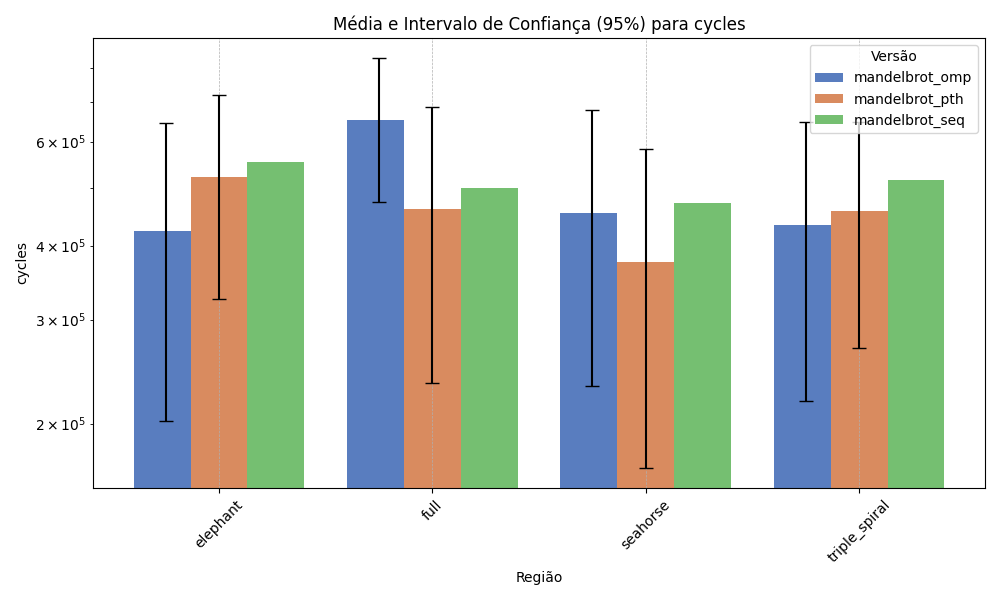 Média e Intervalo de Confiança (95%) para cycles
Versão
mandelbrot_omp
mandelbrot_pth
mandelbrot_seq
6 × 10⁵
4 × 10⁵
3 × 10⁵
2 × 10⁵
cycles
elephant
full
seahorse
triple_spiral
Região